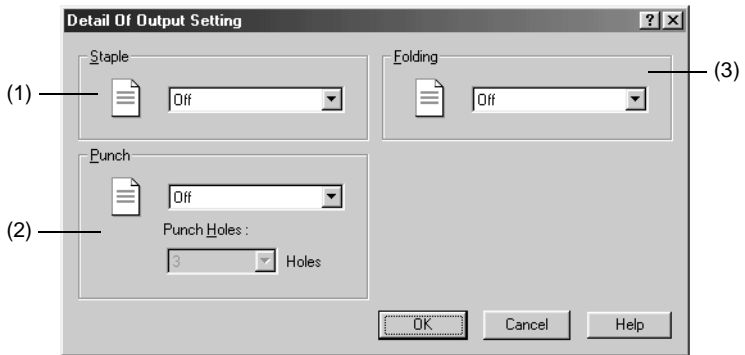 Detail Of Output Setting
Staple
Off
(1)
Folding
Off
(3)
Punch
Off
Punch Holes :
3 Holes
(2)
OK Cancel Help